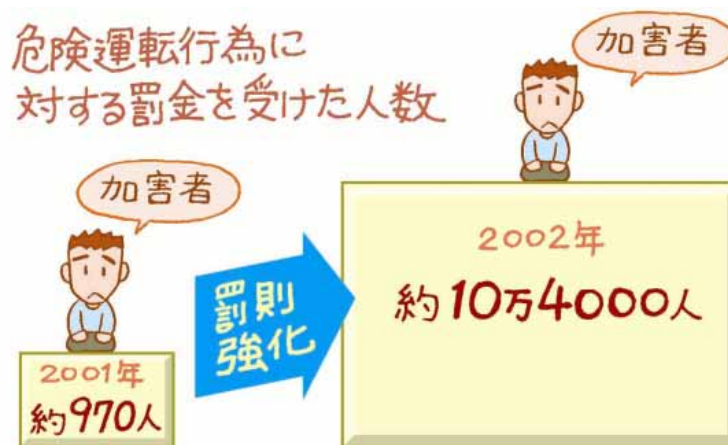 危険運転行為に
対する罰金を受けた人数
加害者
2001年
約970人
罰則
強化
加害者
2002年
約10万4000人